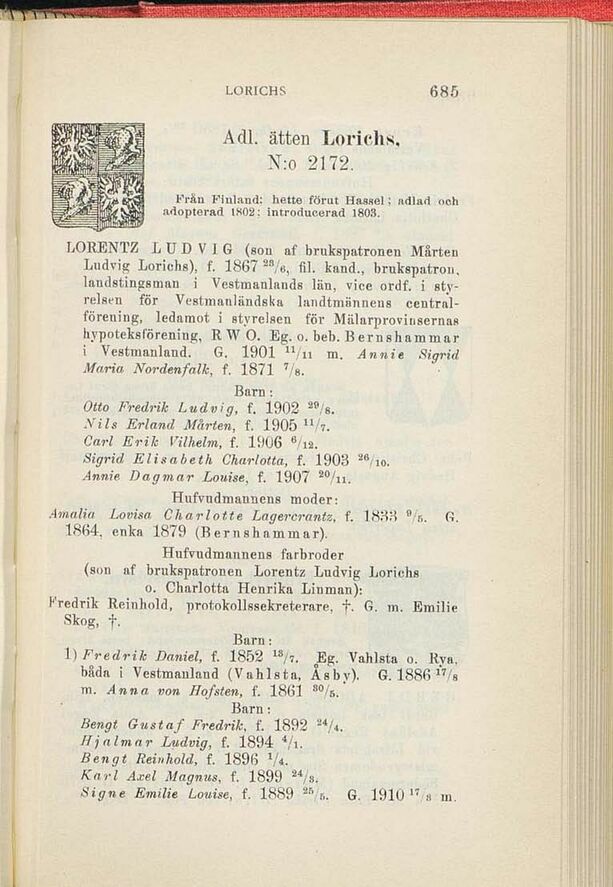 LORICHS 685
Adl. ätten Lorichs,
N:o 2172.
Från Finland; hette förut Hassel; adlad och
adopterad 1802; introducerad 1803.
LORENTZ LUDVIG (son af brukspatronen Mårten
Ludvig Lorichs), f. 1867 28/6, fil. kand., brukspatron,
landstingsman i Vestmanlands län, vice ordf. i sty-
relsen för Vestmanländska landtmännens central-
förening, ledamot i styrelsen för Mälarprovinsernas
hypoteksförening, RWO. Eg. o. beb. Bernshammar
i Vestmanland. G. 1901 11/11 m. Annie Sigrid
Maria Nordenfalk, f. 1871 7/8.
Barn:
Otto Fredrik Ludvig, f. 1902 29/8.
Nils Erland Mårten, f. 1905 11/7.
Carl Erik Vilhelm, f. 1906 6/12.
Sigrid Elisabeth Charlotta, f. 1903 26/10.
Annie Dagmar Louise, f. 1907 20/11.
Hufvudmannens moder:
Amalia Lovisa Charlotte Lagercrantz, f. 1833 9/5. G.
1864, enka 1879 (Bernshammar).
Hufvudmannens farbroder
(son af brukspatronen Lorentz Ludvig Lorichs
o. Charlotta Henrika Linman):
Fredrik Reinhold, protokollssekreterare, †. G. m. Emilie
Skog, †.
Barn:
1) Fredrik Daniel, f. 1852 13/7. Eg. Vahlsta o. Rya,
båda i Vestmanland (Vahlsta, Åsby). G. 1886 17/8
m. Anna von Hofsten, f. 1861 30/5.
Barn:
Bengt Gustaf Fredrik, f. 1892 24/4.
Hjalmar Ludvig, f. 1894 4/1.
Bengt Reinhold, f. 1896 1/4.
Karl Axel Magnus, f. 1899 24/3.
Signe Emilie Louise, f. 1889 25/5. G. 1910 17/8 m.